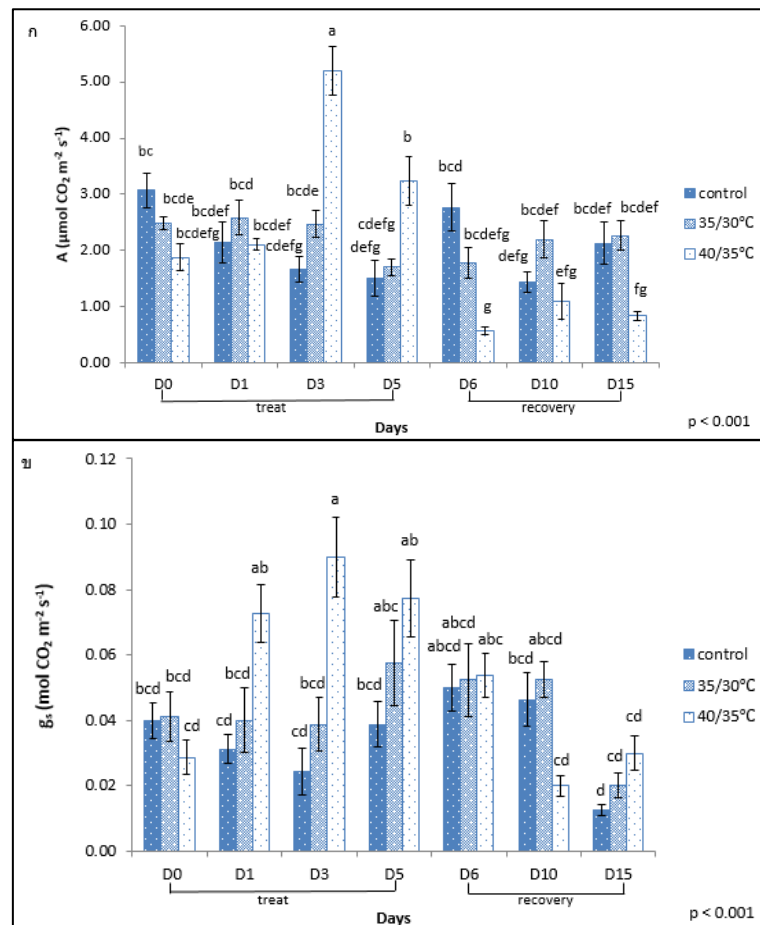 ก
6.00
a
5.00
4.00
b
bc
bcd
bcd
bcde
bcde
3.00
control
bcdef
bcdef
bcdef
cdefg
bcdef
bcdefg
35/30°C
bcdefg
cdefg
defg
defg
efg
fg
40/35°C
2.00
1.00
g
0.00
A (μmol CO₂ m⁻² s⁻¹)
D0 D1 D3 D5 D6 D10 D15
treat recovery
Days
p < 0.001
ข
0.12
a
0.10
ab
ab
abc
0.08
abcd
abcd
abc
bcd
abcd
control
0.06
bcd
bcd
bcd
bcd
bcd
35/30°C
cd
cd
cd
cd
cd
cd
40/35°C
0.04
d
0.02
0.00
gs (mol CO₂ m⁻² s⁻¹)
D0 D1 D3 D5 D6 D10 D15
treat recovery
Days
p < 0.001